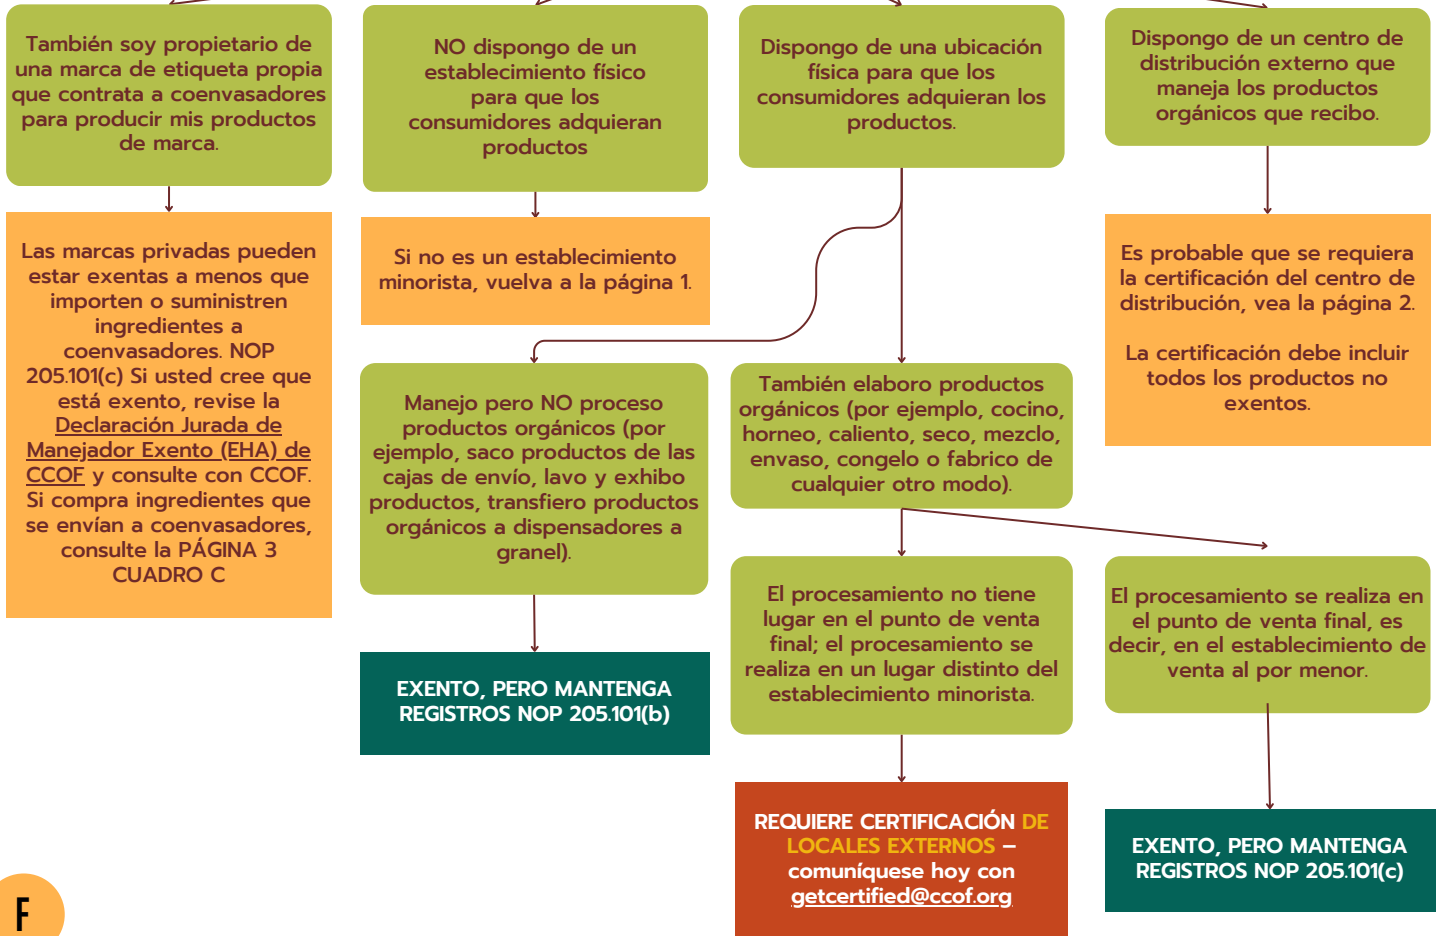 También soy propietario de
una marca de etiqueta propia
que contrata a coenvasadores
para producir mis productos
de marca.
NO dispongo de un
establecimiento físico
para que los
consumidores adquieran
productos
Dispongo de una ubicación
física para que los
consumidores adquieran los
productos.
Dispongo de un centro de
distribución externo que
maneja los productos
orgánicos que recibo.
Las marcas privadas pueden
estar exentas a menos que
importen o suministren
ingredientes a
coenvasadores. NOP
205.101(c) Si usted cree que
está exento, revise la
Declaración Jurada de
Manejador Exento (EHA) de
CCOF y consulte con CCOF.
Si compra ingredientes que
se envían a coenvasadores,
consulte la PÁGINA 3
CUADRO C
Si no es un establecimiento
minorista, vuelva a la página 1.
Es probable que se requiera
la certificación del centro de
distribución, vea la página 2.
La certificación debe incluir
todos los productos no
exentos.
Manejo pero NO proceso
productos orgánicos (por
ejemplo, saco productos de las
cajas de envío, lavo y exhibo
productos, transfiero productos
orgánicos a dispensadores a
granel).
También elaboro productos
orgánicos (por ejemplo, cocino,
horneo, caliento, seco, mezclo,
envaso, congelo o fabrico de
cualquier otro modo).
El procesamiento no tiene
lugar en el punto de venta
final; el procesamiento se
realiza en un lugar distinto del
establecimiento minorista.
El procesamiento se realiza en
el punto de venta final, es
decir, en el establecimiento de
venta al por menor.
EXENTO, PERO MANTENGA
REGISTROS NOP 205.101(b)
REQUIERE CERTIFICACIÓN DE
LOCALES EXTERNOS –
comuníquese hoy con
getcertified@ccof.org
EXENTO, PERO MANTENGA
REGISTROS NOP 205.101(c)
F